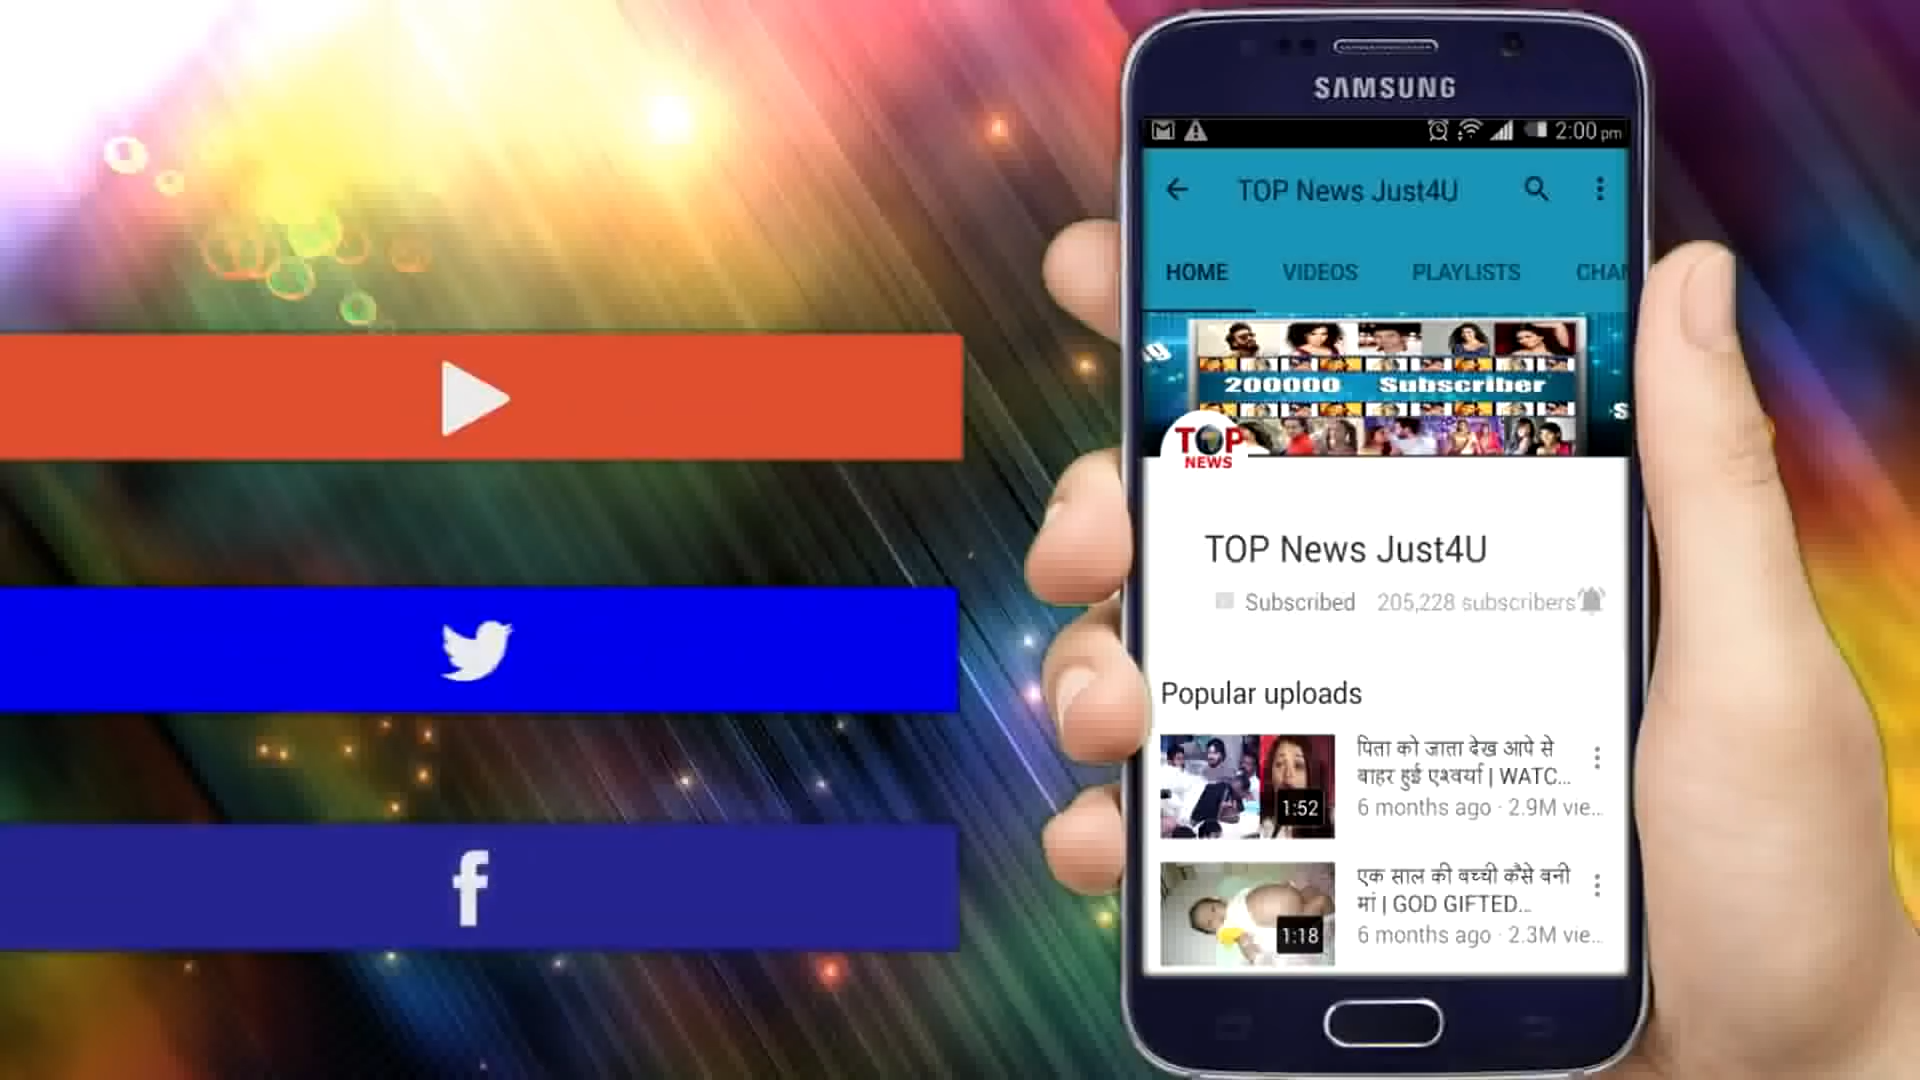 SAMSUNG
2:00 pm
TOP News Just4U
HOME VIDEOS PLAYLISTS CHAN
200000 Subscriber
TOP
NEWS
TOP News Just4U
Subscribed 205,228 subscribers
Popular uploads
पिता को जाता देख आपे से
बाहर हुई एश्वर्या | WATC...
6 months ago · 2.9M vie...
1:52
एक साल की बच्ची कैसे बनी
मां | GOD GIFTED...
6 months ago · 2.3M vie...
1:18